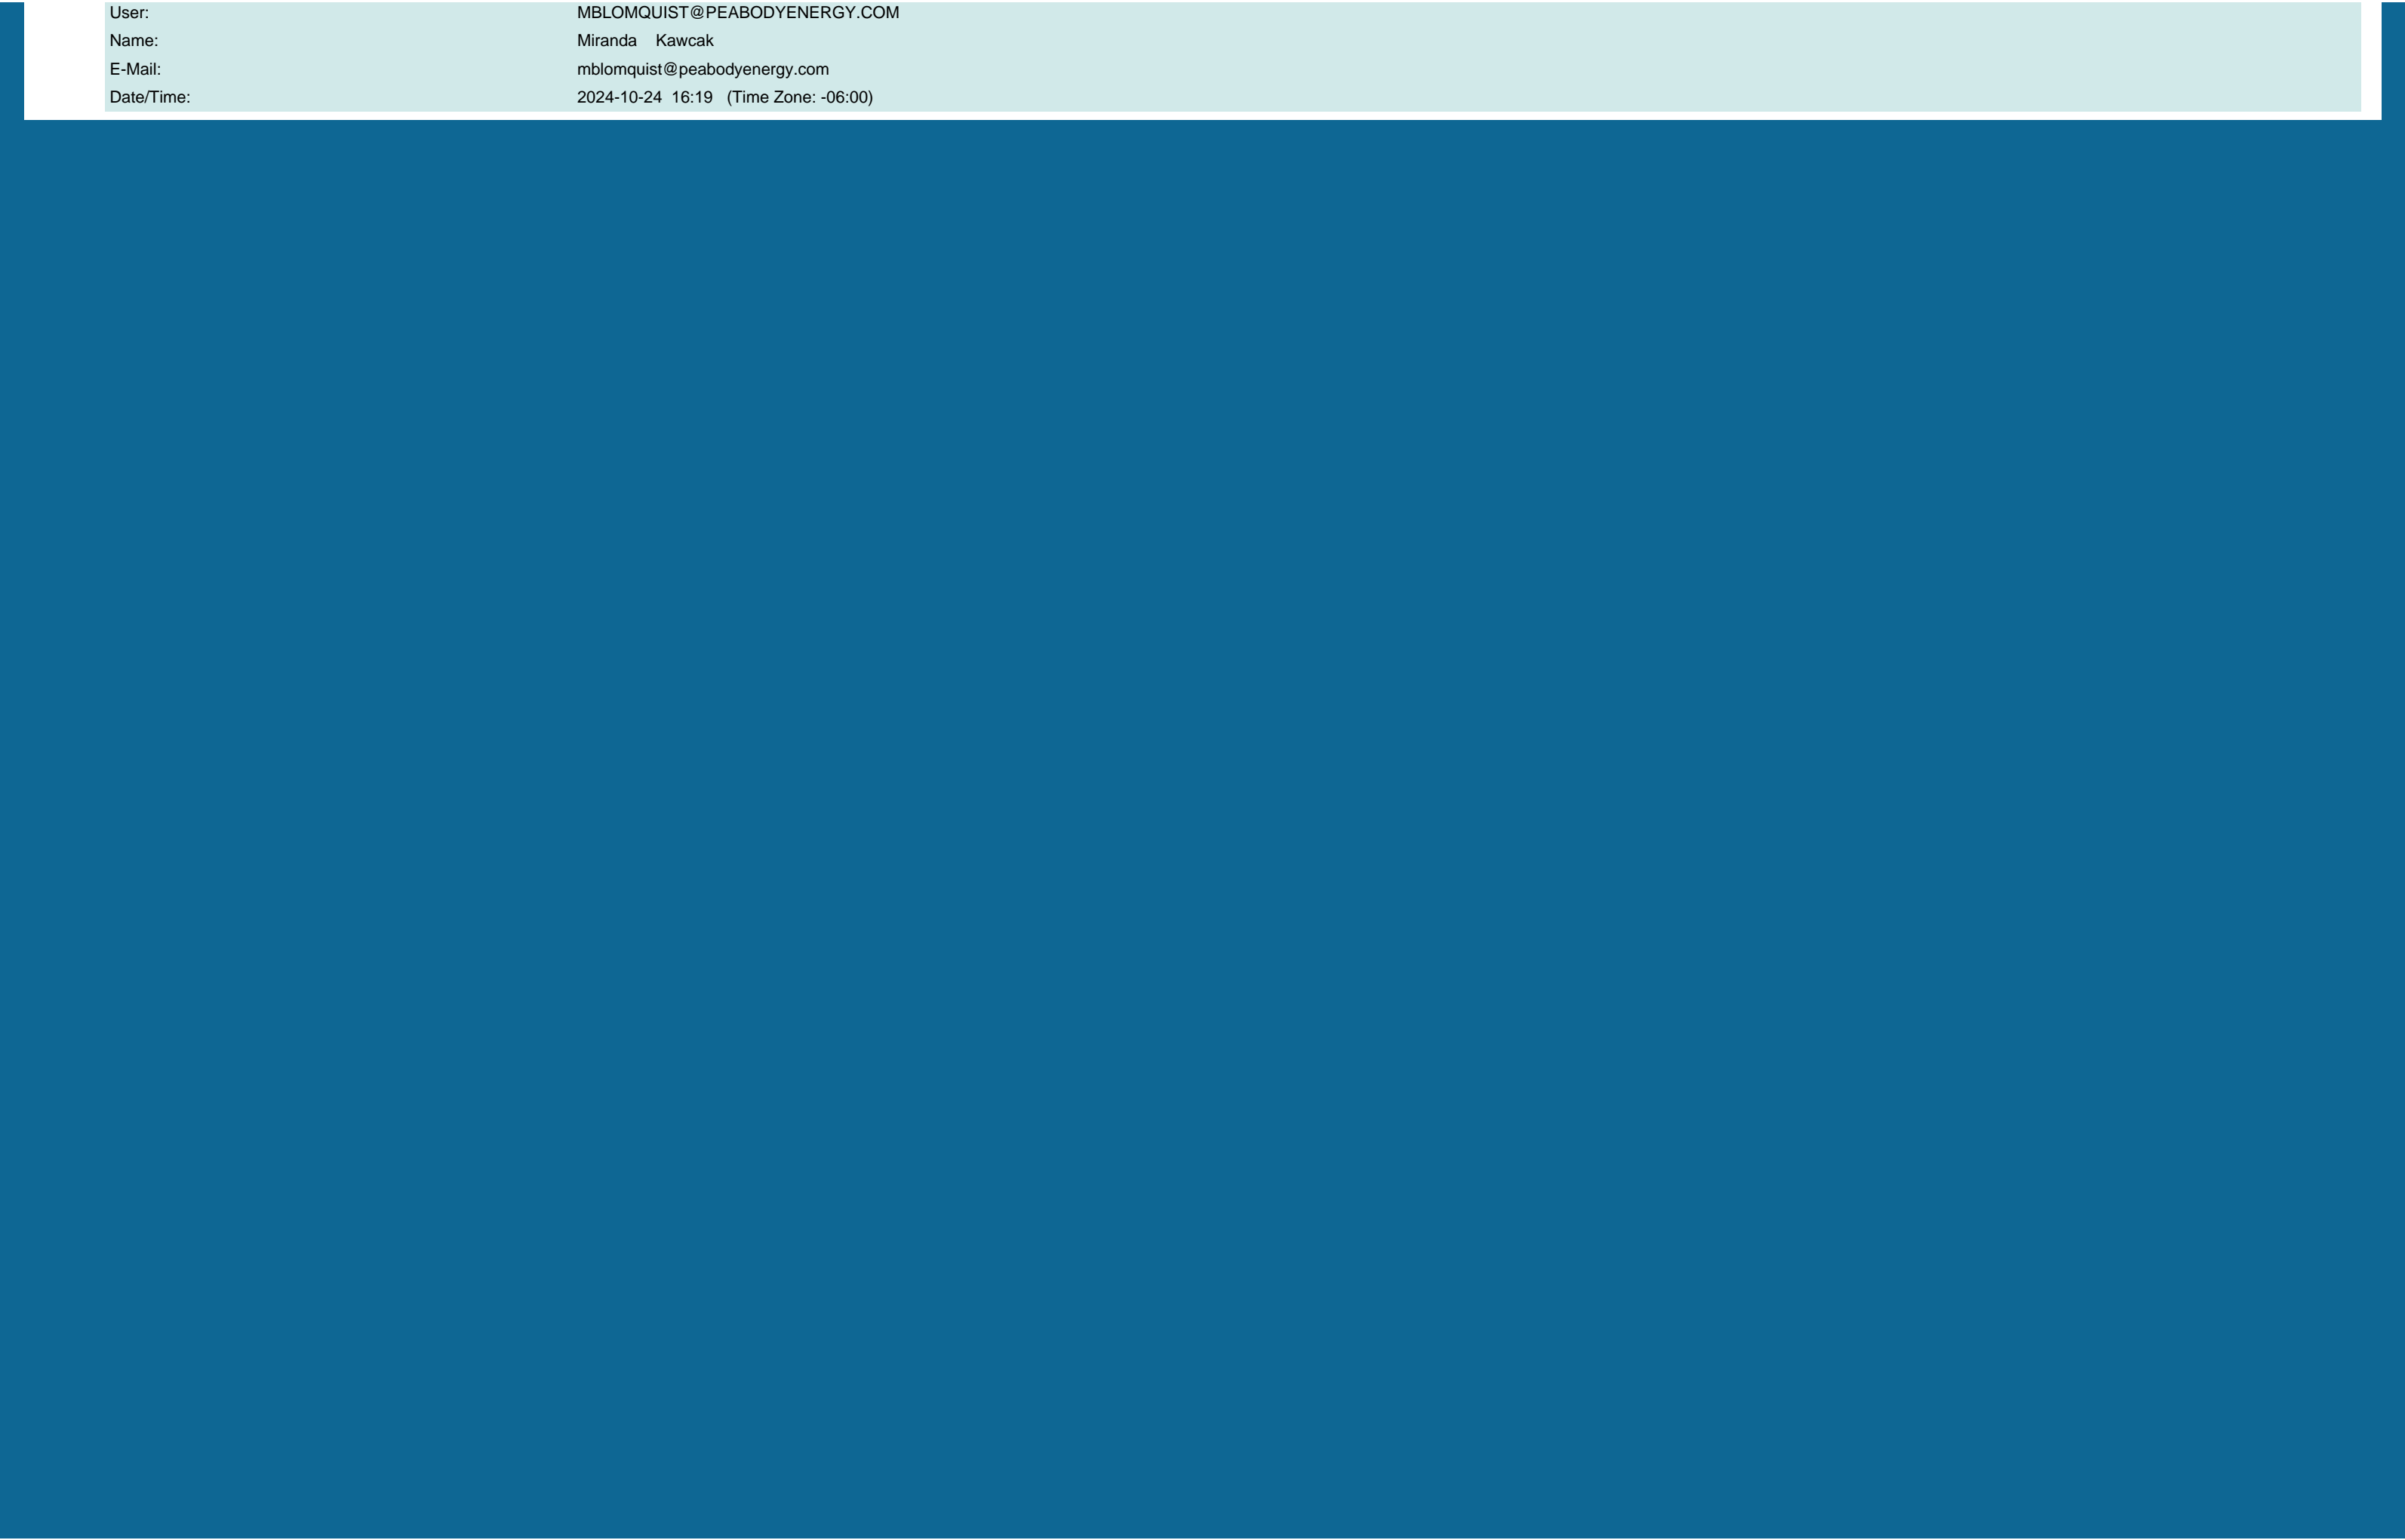 User: MBLOMQUIST@PEABODYENERGY.COM
Name: Miranda Kawcak
E-Mail: mblomquist@peabodyenergy.com
Date/Time: 2024-10-24 16:19 (Time Zone: -06:00)